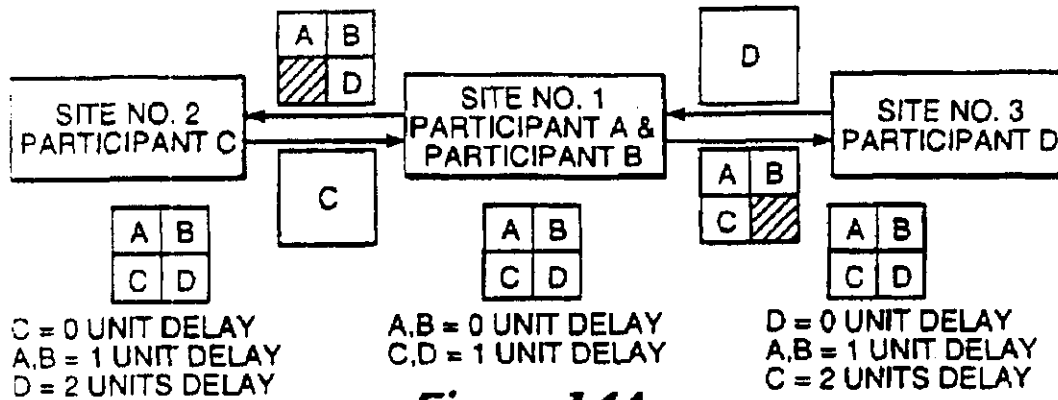 A B
D
D
SITE NO. 2
PARTICIPANT C
SITE NO. 1
PARTICIPANT A &
PARTICIPANT B
SITE NO. 3
PARTICIPANT D
C
A B
C
A B
C D
A B
C D
A B
C D
C = 0 UNIT DELAY
A,B = 1 UNIT DELAY
D = 2 UNITS DELAY
A,B = 0 UNIT DELAY
C,D = 1 UNIT DELAY
D = 0 UNIT DELAY
A,B = 1 UNIT DELAY
C = 2 UNITS DELAY